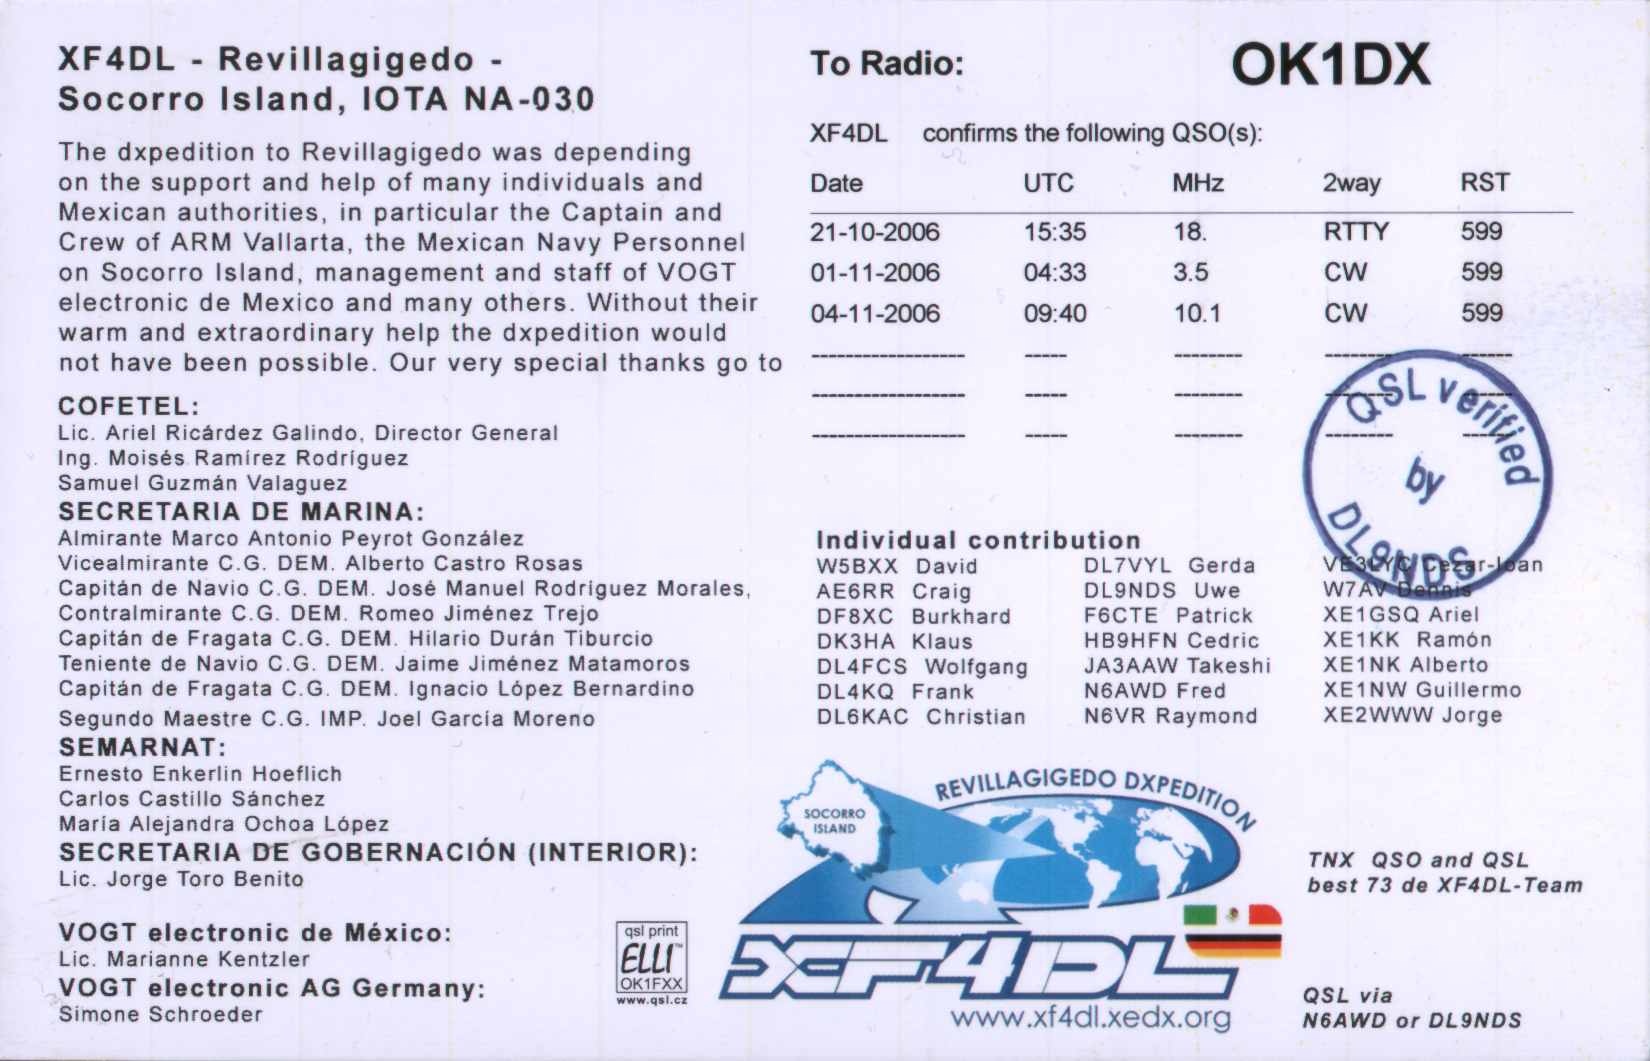 XF4DL - Revillagigedo -
Socorro Island, IOTA NA-030
The dxpedition to Revillagigedo was depending
on the support and help of many individuals and
Mexican authorities, in particular the Captain and
Crew of ARM Vallarta, the Mexican Navy Personnel
on Socorro Island, management and staff of VOGT
electronic de Mexico and many others. Without their
warm and extraordinary help the dxpedition would
not have been possible. Our very special thanks go to
COFETEL:
Lic. Ariel Ricárdez Galindo, Director General
Ing. Moisés Ramírez Rodríguez
Samuel Guzmán Valaguez
SECRETARIA DE MARINA:
Almirante Marco Antonio Peyrot González
Vicealmirante C.G. DEM. Alberto Castro Rosas
Capitán de Navio C.G. DEM. José Manuel Rodríguez Morales,
Contralmirante C.G. DEM. Romeo Jiménez Trejo
Capitán de Fragata C.G. DEM. Hilario Durán Tiburcio
Teniente de Navio C.G. DEM. Jaime Jiménez Matamoros
Capitán de Fragata C.G. DEM. Ignacio López Bernardino
Segundo Maestre C.G. IMP. Joel García Moreno
SEMARNAT:
Ernesto Enkerlin Hoeflich
Carlos Castillo Sánchez
María Alejandra Ochoa López
SECRETARIA DE GOBERNACIÓN (INTERIOR):
Lic. Jorge Toro Benito
VOGT electronic de México:
Lic. Marianne Kentzler
VOGT electronic AG Germany:
Simone Schroeder
qsl print
ELLI™
OK1FXX
www.qsl.cz
To Radio: OK1DX
XF4DL confirms the following QSO(s):
Date UTC MHz 2way RST
21-10-2006 15:35 18. RTTY 599
01-11-2006 04:33 3.5 CW 599
04-11-2006 09:40 10.1 CW 599
------------------ ----- -------- -------- ------
------------------ ----- -------- -------- ------
------------------ ----- -------- -------- ------
QSL verified
by
DL9NDS
Individual contribution
W5BXX David DL7VYL Gerda VE3LYC Cezar-Ioan
AE6RR Craig DL9NDS Uwe W7AV Dennis
DF8XC Burkhard F6CTE Patrick XE1GSQ Ariel
DK3HA Klaus HB9HFN Cedric XE1KK Ramón
DL4FCS Wolfgang JA3AAW Takeshi XE1NK Alberto
DL4KQ Frank N6AWD Fred XE1NW Guillermo
DL6KAC Christian N6VR Raymond XE2WWW Jorge
REVILLAGIGEDO DXPEDITION
SOCORRO
ISLAND
XF4DL
www.xf4dl.xedx.org
TNX QSO and QSL
best 73 de XF4DL-Team
QSL via
N6AWD or DL9NDS